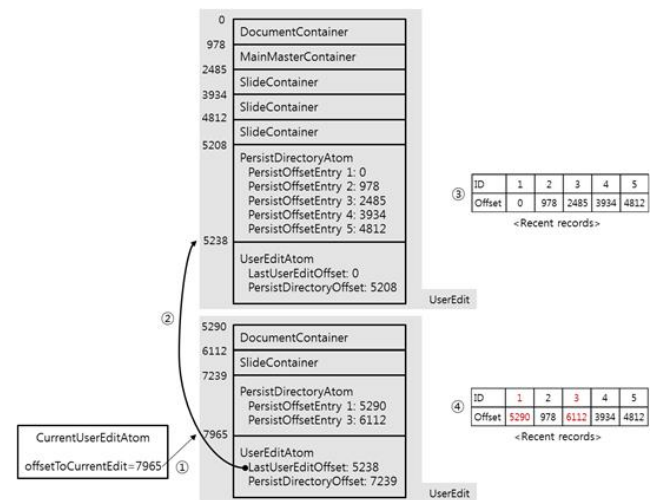 0
DocumentContainer
978
MainMasterContainer
2485
SlideContainer
3934
SlideContainer
4812
SlideContainer
5208
PersistDirectoryAtom
PersistOffsetEntry 1: 0
PersistOffsetEntry 2: 978
PersistOffsetEntry 3: 2485
PersistOffsetEntry 4: 3934
PersistOffsetEntry 5: 4812
5238
UserEditAtom
LastUserEditOffset: 0
PersistDirectoryOffset: 5208
UserEdit
③
ID 1 2 3 4 5
Offset 0 978 2485 3934 4812
<Recent records>
②
5290
DocumentContainer
6112
SlideContainer
7239
PersistDirectoryAtom
PersistOffsetEntry 1: 5290
PersistOffsetEntry 3: 6112
7965
UserEditAtom
LastUserEditOffset: 5238
PersistDirectoryOffset: 7239
UserEdit
④
ID 1 2 3 4 5
Offset 5290 978 6112 3934 4812
<Recent records>
CurrentUserEditAtom
offsetToCurrentEdit=7965
①